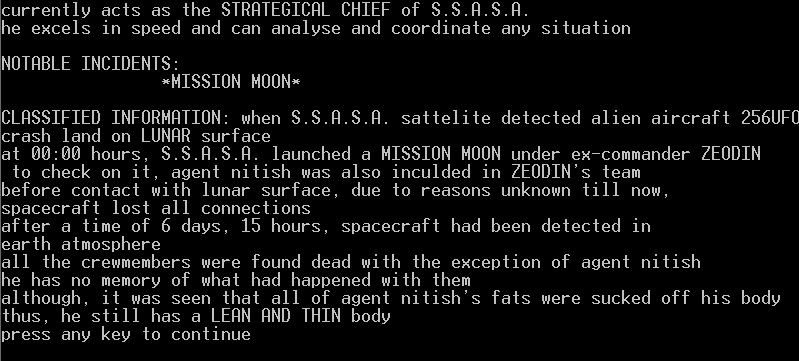 currently acts as the STRATEGICAL CHIEF of S.S.A.S.A.
he excels in speed and can analyse and coordinate any situation
NOTABLE INCIDENTS:
*MISSION MOON*
CLASSIFIED INFORMATION: when S.S.A.S.A. sattelite detected alien aircraft 256UFO
crash land on LUNAR surface
at 00:00 hours, S.S.A.S.A. launched a MISSION MOON under ex-commander ZEODIN
to check on it, agent nitish was also inculded in ZEODIN's team
before contact with lunar surface, due to reasons unknown till now,
spacecraft lost all connections
after a time of 6 days, 15 hours, spacecraft had been detected in
earth atmosphere
all the crewmembers were found dead with the exception of agent nitish
he has no memory of what had happened with them
although, it was seen that all of agent nitish's fats were sucked off his body
thus, he still has a LEAN AND THIN body
press any key to continue